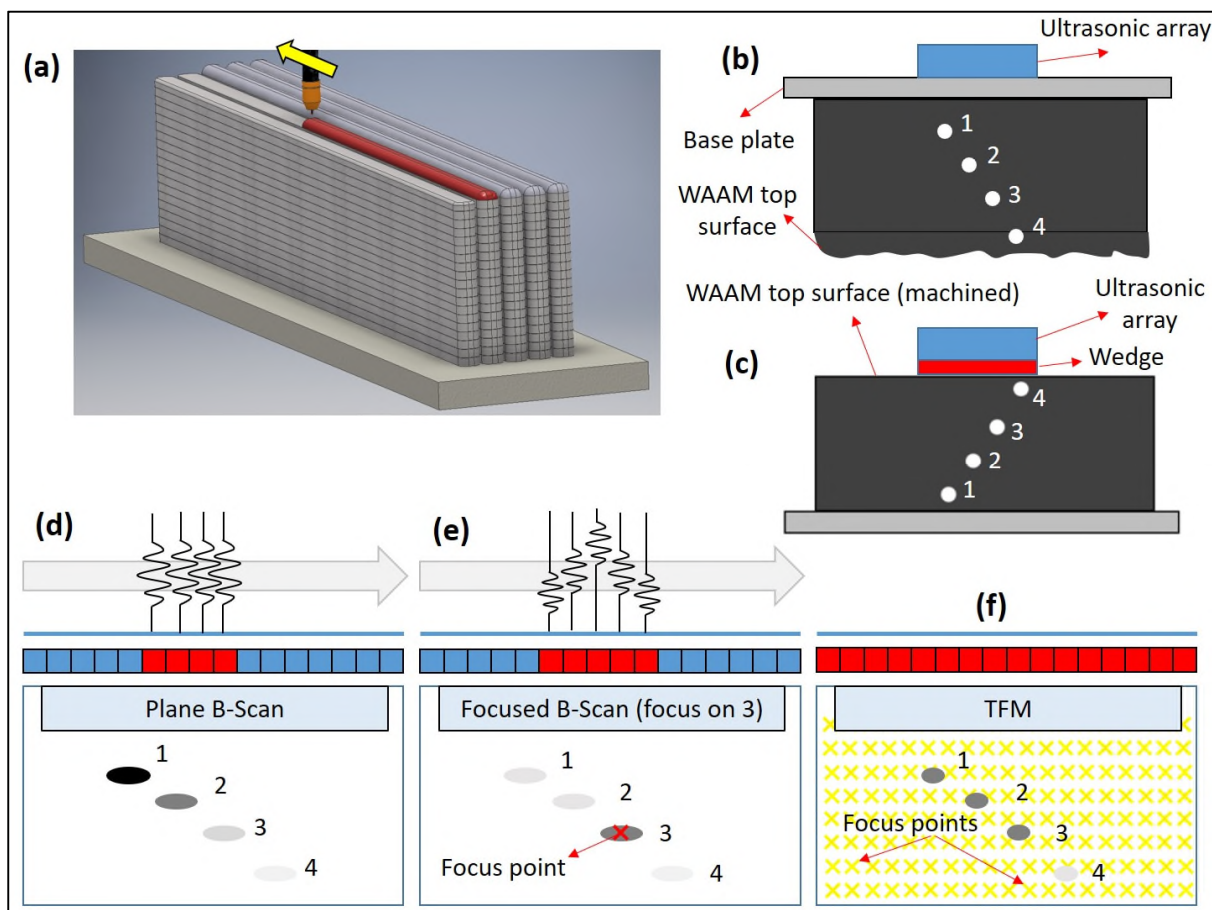 (a)
(b)
Ultrasonic array
Base plate
1
2
3
4
WAAM top
surface
WAAM top surface (machined)
Ultrasonic
array
Wedge
(c)
4
3
2
1
(d)
(e)
(f)
Plane B-Scan
1
2
3
4
Focused B-Scan (focus on 3)
1
2
3
4
Focus point
TFM
1
2
3
4
Focus points